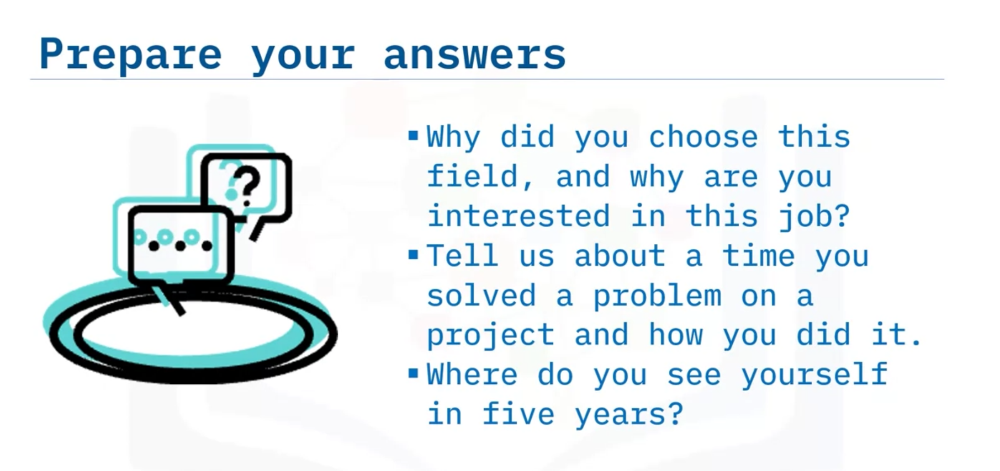 Prepare your answers
▪Why did you choose this
field, and why are you
interested in this job?
▪Tell us about a time you
solved a problem on a
project and how you did it.
▪Where do you see yourself
in five years?
??